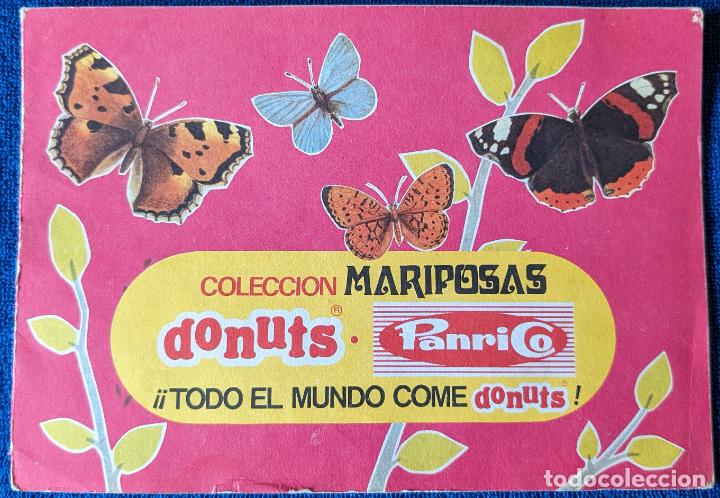 COLECCION MARIPOSAS
donuts® · PanriCo
¡¡TODO EL MUNDO COME donuts®!
todocoleccion